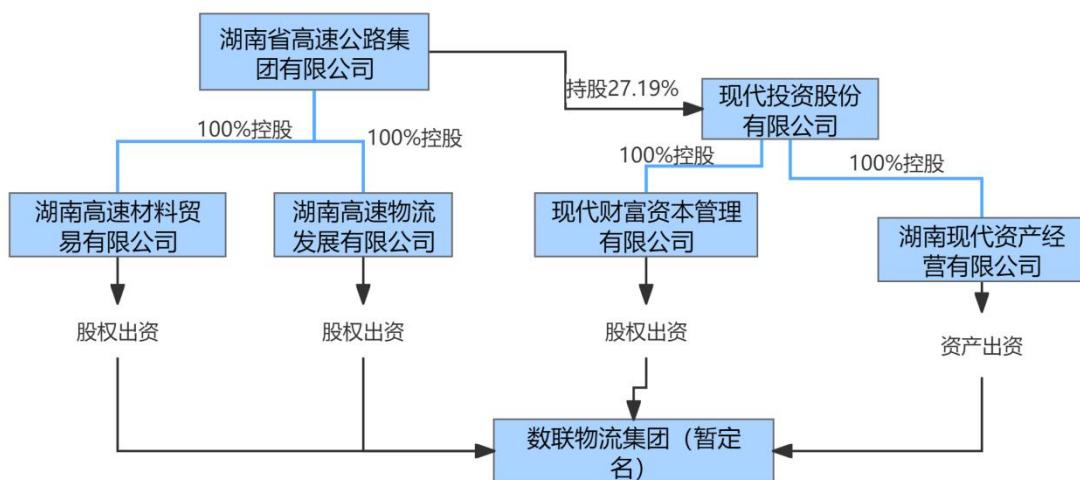 湖南省高速公路集
团有限公司
持股27.19%
现代投资股份
有限公司
100%控股
100%控股
100%控股
100%控股
湖南高速材料贸
易有限公司
湖南高速物流
发展有限公司
现代财富资本管理
有限公司
湖南现代资产经
营有限公司
股权出资
股权出资
股权出资
资产出资
数联物流集团（暂定
名）